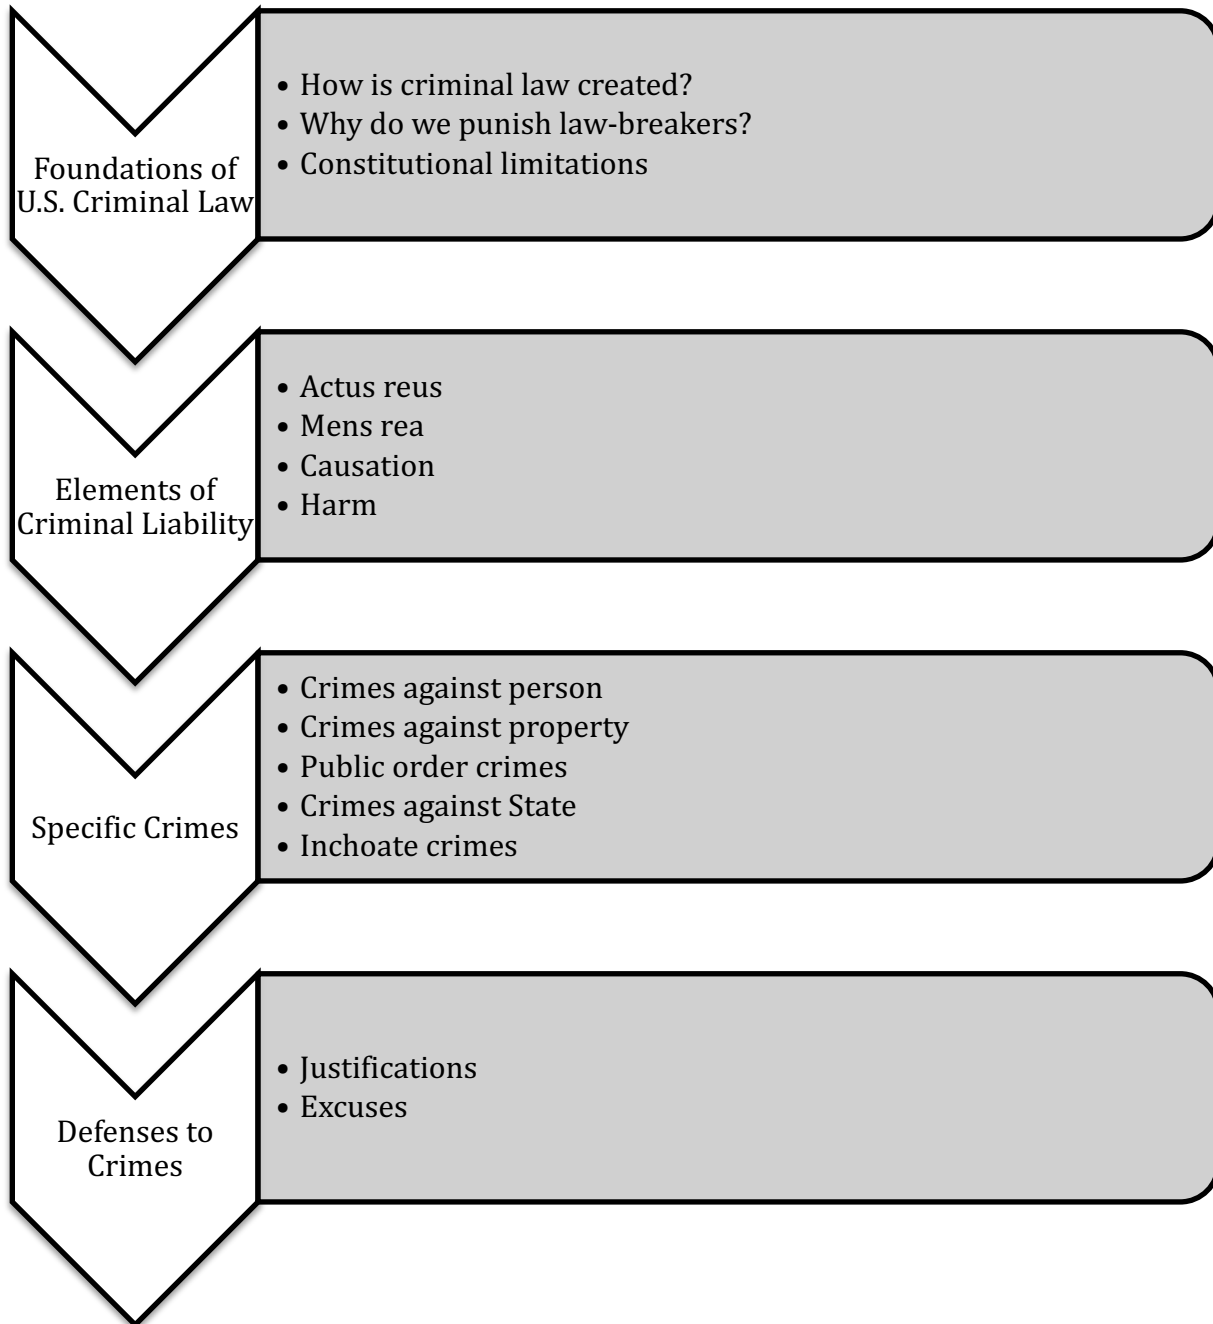 Foundations of
U.S. Criminal Law
• How is criminal law created?
• Why do we punish law-breakers?
• Constitutional limitations
Elements of
Criminal Liability
• Actus reus
• Mens rea
• Causation
• Harm
Specific Crimes
• Crimes against person
• Crimes against property
• Public order crimes
• Crimes against State
• Inchoate crimes
Defenses to
Crimes
• Justifications
• Excuses